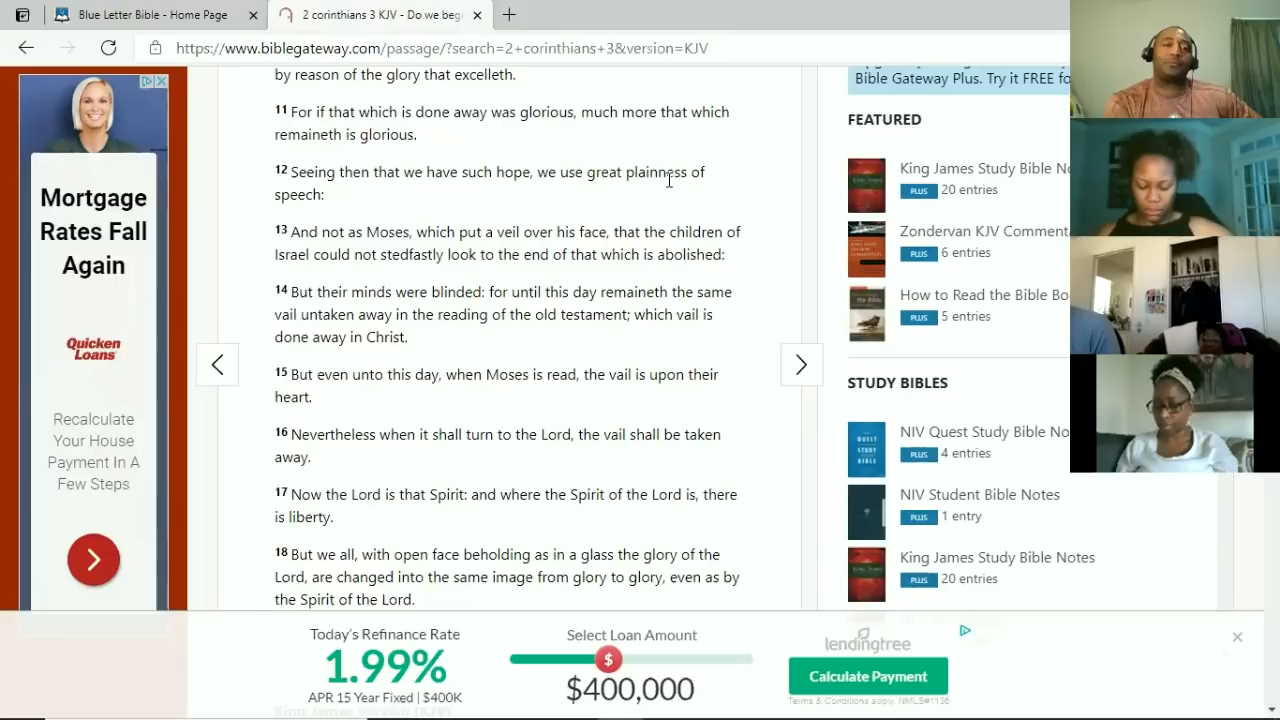 Blue Letter Bible - Home Page
2 corinthians 3 KJV - Do we beg
https://www.biblegateway.com/passage/?search=2+corinthians+3&version=KJV
Mortgage
Rates Fall
Again
Quicken
Loans
Recalculate
Your House
Payment In A
Few Steps
by reason of the glory that excelleth.
11 For if that which is done away was glorious, much more that which
remaineth is glorious.
12 Seeing then that we have such hope, we use great plainness of
speech:
13 And not as Moses, which put a veil over his face, that the children of
Israel could not stedfastly look to the end of that which is abolished:
14 But their minds were blinded: for until this day remaineth the same
vail untaken away in the reading of the old testament; which vail is
done away in Christ.
15 But even unto this day, when Moses is read, the vail is upon their
heart.
16 Nevertheless when it shall turn to the Lord, the vail shall be taken
away.
17 Now the Lord is that Spirit: and where the Spirit of the Lord is, there
is liberty.
18 But we all, with open face beholding as in a glass the glory of the
Lord, are changed into the same image from glory to glory, even as by
the Spirit of the Lord.
Bible Gateway Plus. Try it FREE fo
FEATURED
King James Study Bible No
PLUS 20 entries
Zondervan KJV Commenta
PLUS 6 entries
How to Read the Bible Bo
PLUS 5 entries
STUDY BIBLES
NIV Quest Study Bible No
PLUS 4 entries
NIV Student Bible Notes
PLUS 1 entry
King James Study Bible Notes
PLUS 20 entries
Today's Refinance Rate
1.99%
APR 15 Year Fixed | $400K
Select Loan Amount
$
$400,000
lendingtree
Calculate Payment
Terms & Conditions apply. NMLS#1136